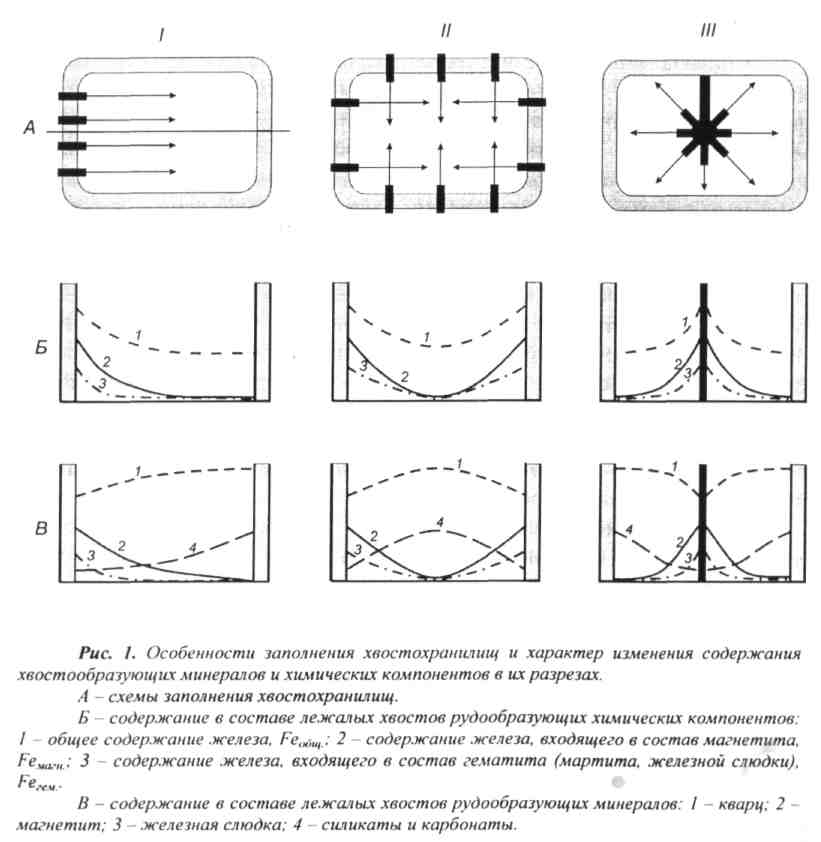 I II III
А
Б
1
2
3
1
3
2
1
2
3
В
1
2
3
4
1
4
3
2
1
4
2
3
Рис. 1. Особенности заполнения хвостохранилищ и характер изменения содержания
хвостообразующих минералов и химических компонентов в их разрезах.
А – схемы заполнения хвостохранилищ.
Б – содержание в составе лежалых хвостов рудообразующих химических компонентов:
1 – общее содержание железа, Feобщ.; 2 – содержание железа, входящего в состав магнетита,
Feмагн.; 3 – содержание железа, входящего в состав гематита (мартита, железной слюдки),
Feгем..
В – содержание в составе лежалых хвостов рудообразующих минералов: 1 – кварц; 2 –
магнетит; 3 – железная слюдка; 4 – силикаты и карбонаты.